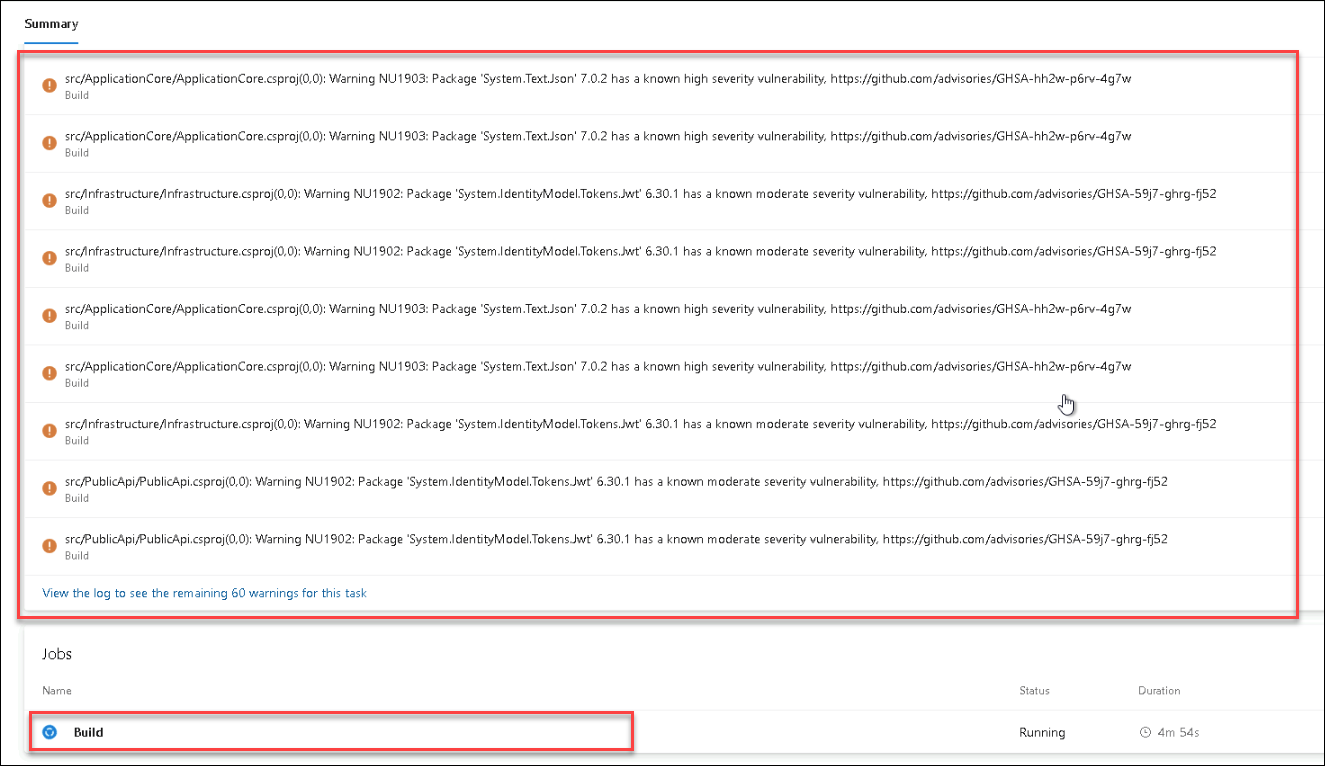 Summary
src/ApplicationCore/ApplicationCore.csproj(0,0): Warning NU1903: Package 'System.Text.Json' 7.0.2 has a known high severity vulnerability, https://github.com/advisories/GHSA-hh2w-p6rv-4g7w
Build
src/ApplicationCore/ApplicationCore.csproj(0,0): Warning NU1903: Package 'System.Text.Json' 7.0.2 has a known high severity vulnerability, https://github.com/advisories/GHSA-hh2w-p6rv-4g7w
Build
src/Infrastructure/Infrastructure.csproj(0,0): Warning NU1902: Package 'System.IdentityModel.Tokens.Jwt' 6.30.1 has a known moderate severity vulnerability, https://github.com/advisories/GHSA-59j7-ghrg-fj52
Build
src/Infrastructure/Infrastructure.csproj(0,0): Warning NU1902: Package 'System.IdentityModel.Tokens.Jwt' 6.30.1 has a known moderate severity vulnerability, https://github.com/advisories/GHSA-59j7-ghrg-fj52
Build
src/ApplicationCore/ApplicationCore.csproj(0,0): Warning NU1903: Package 'System.Text.Json' 7.0.2 has a known high severity vulnerability, https://github.com/advisories/GHSA-hh2w-p6rv-4g7w
Build
src/ApplicationCore/ApplicationCore.csproj(0,0): Warning NU1903: Package 'System.Text.Json' 7.0.2 has a known high severity vulnerability, https://github.com/advisories/GHSA-hh2w-p6rv-4g7w
Build
src/Infrastructure/Infrastructure.csproj(0,0): Warning NU1902: Package 'System.IdentityModel.Tokens.Jwt' 6.30.1 has a known moderate severity vulnerability, https://github.com/advisories/GHSA-59j7-ghrg-fj52
Build
src/PublicApi/PublicApi.csproj(0,0): Warning NU1902: Package 'System.IdentityModel.Tokens.Jwt' 6.30.1 has a known moderate severity vulnerability, https://github.com/advisories/GHSA-59j7-ghrg-fj52
Build
src/PublicApi/PublicApi.csproj(0,0): Warning NU1902: Package 'System.IdentityModel.Tokens.Jwt' 6.30.1 has a known moderate severity vulnerability, https://github.com/advisories/GHSA-59j7-ghrg-fj52
Build
View the log to see the remaining 60 warnings for this task
Jobs
Name Status Duration
Build Running 4m 54s